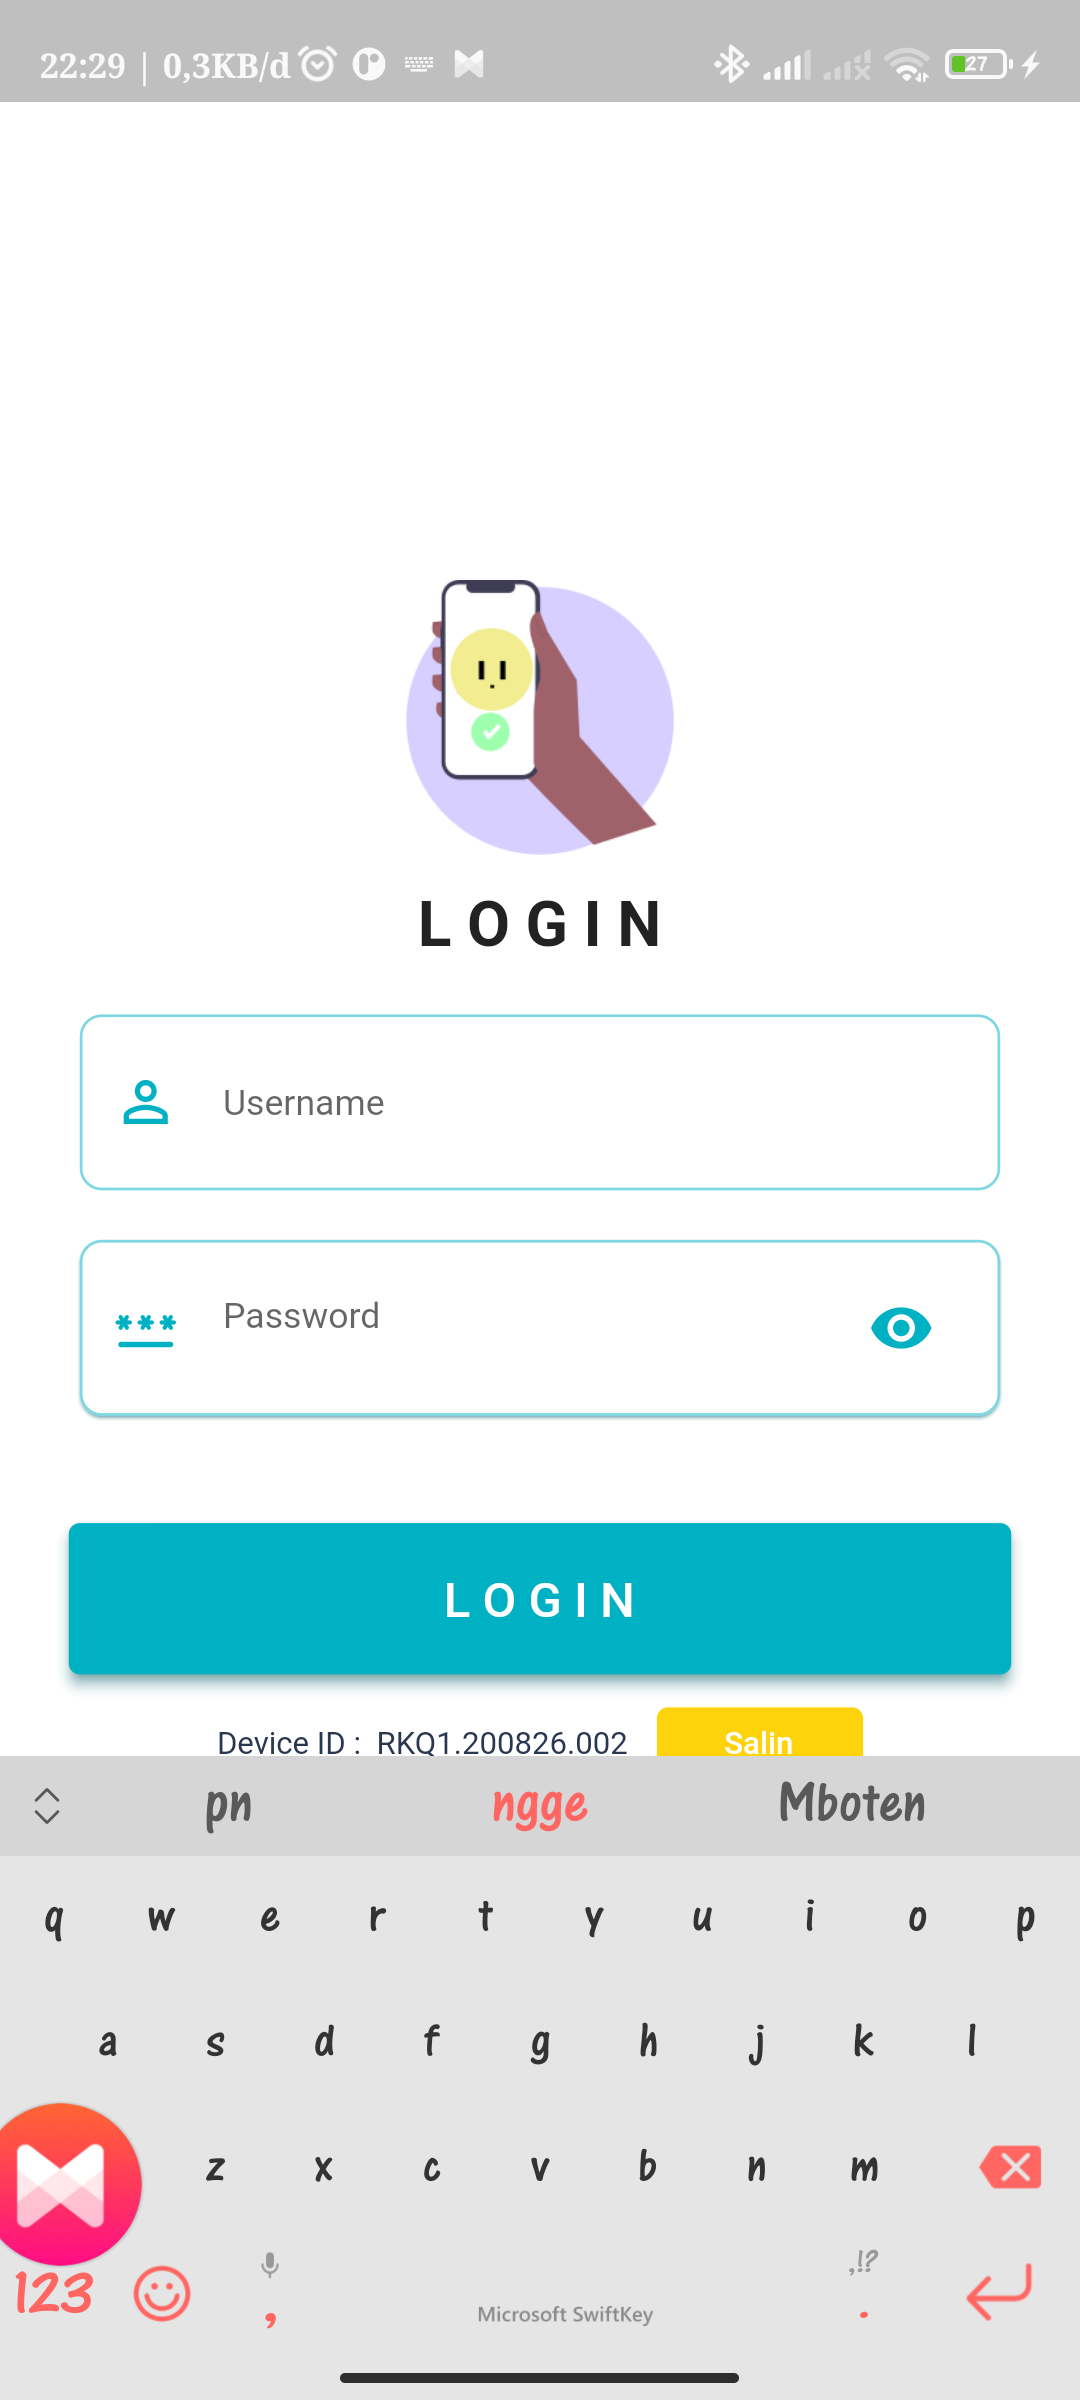 22:29 | 0,3KB/d 27
LOGIN
Username
*** Password
LOGIN
Device ID : RKQ1.200826.002 Salin
pn ngge Mboten
q w e r t y u i o p
a s d f g h j k l
z x c v b n m
,!?
123 , Microsoft SwiftKey .